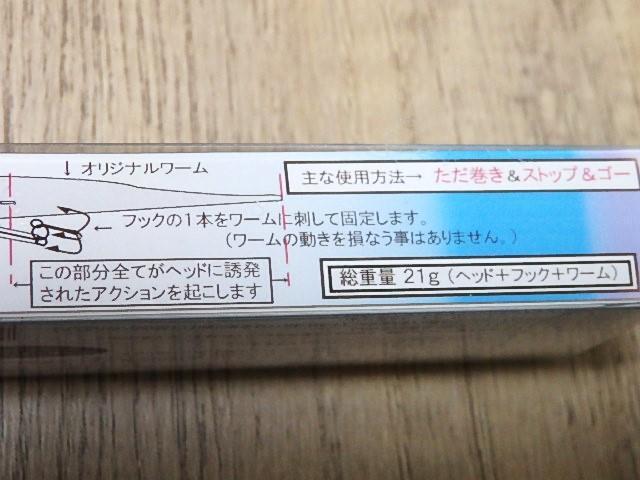 ↓オリジナルワーム
主な使用方法→ ただ巻き&ストップ&ゴー
← フックの1本をワームに刺して固定します。
(ワームの動きを損なう事はありません。)
この部分全てがヘッドに誘発
されたアクションを起こします
総重量 21g (ヘッド+フック+ワーム)